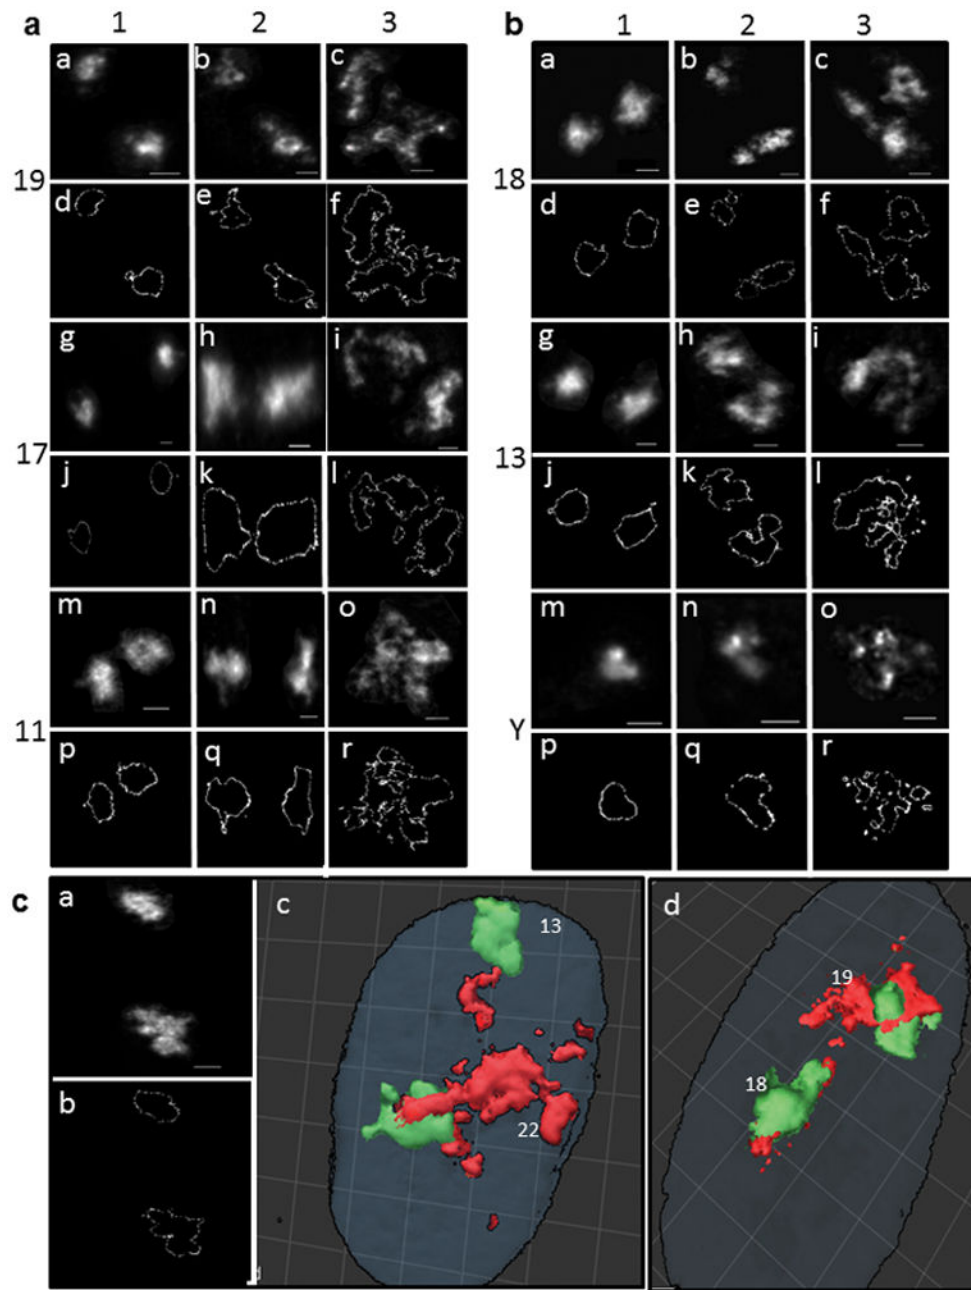 a 1 2 3 b 1 2 3
a b c a b c
19 18
d e f d e f
g h i g h i
17 13
j k l j k l
m n o m n o
11 Y
p q r p q r
c a c 13 d
19
18
b 22
d